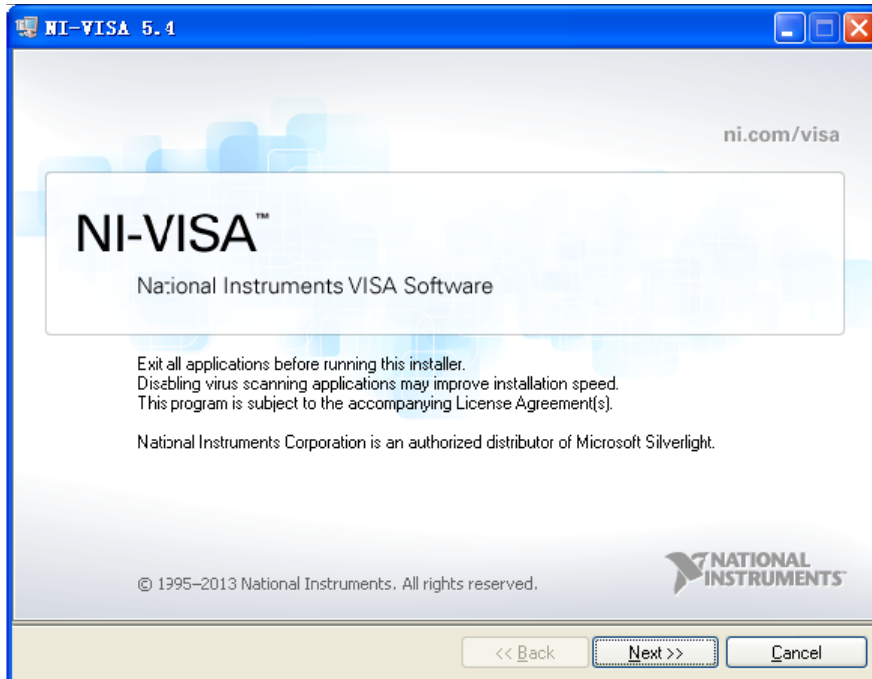 NI-VISA 5.4
ni.com/visa
NI-VISA™
National Instruments VISA Software
Exit all applications before running this installer.
Disabling virus scanning applications may improve installation speed.
This program is subject to the accompanying License Agreement(s).
National Instruments Corporation is an authorized distributor of Microsoft Silverlight.
NATIONAL
INSTRUMENTS™
© 1995–2013 National Instruments. All rights reserved.
<< Back
Next >>
Cancel